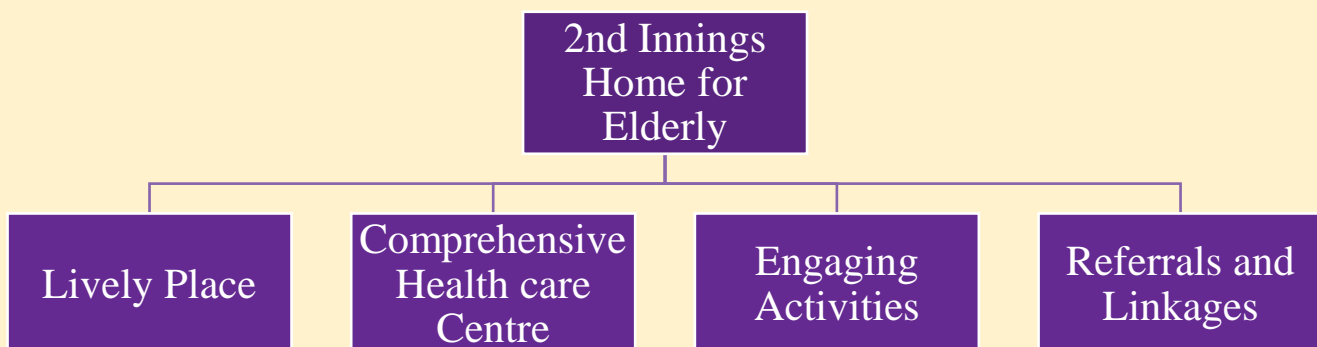 2nd Innings
Home for
Elderly
Lively Place
Comprehensive
Health care
Centre
Engaging
Activities
Referrals and
Linkages